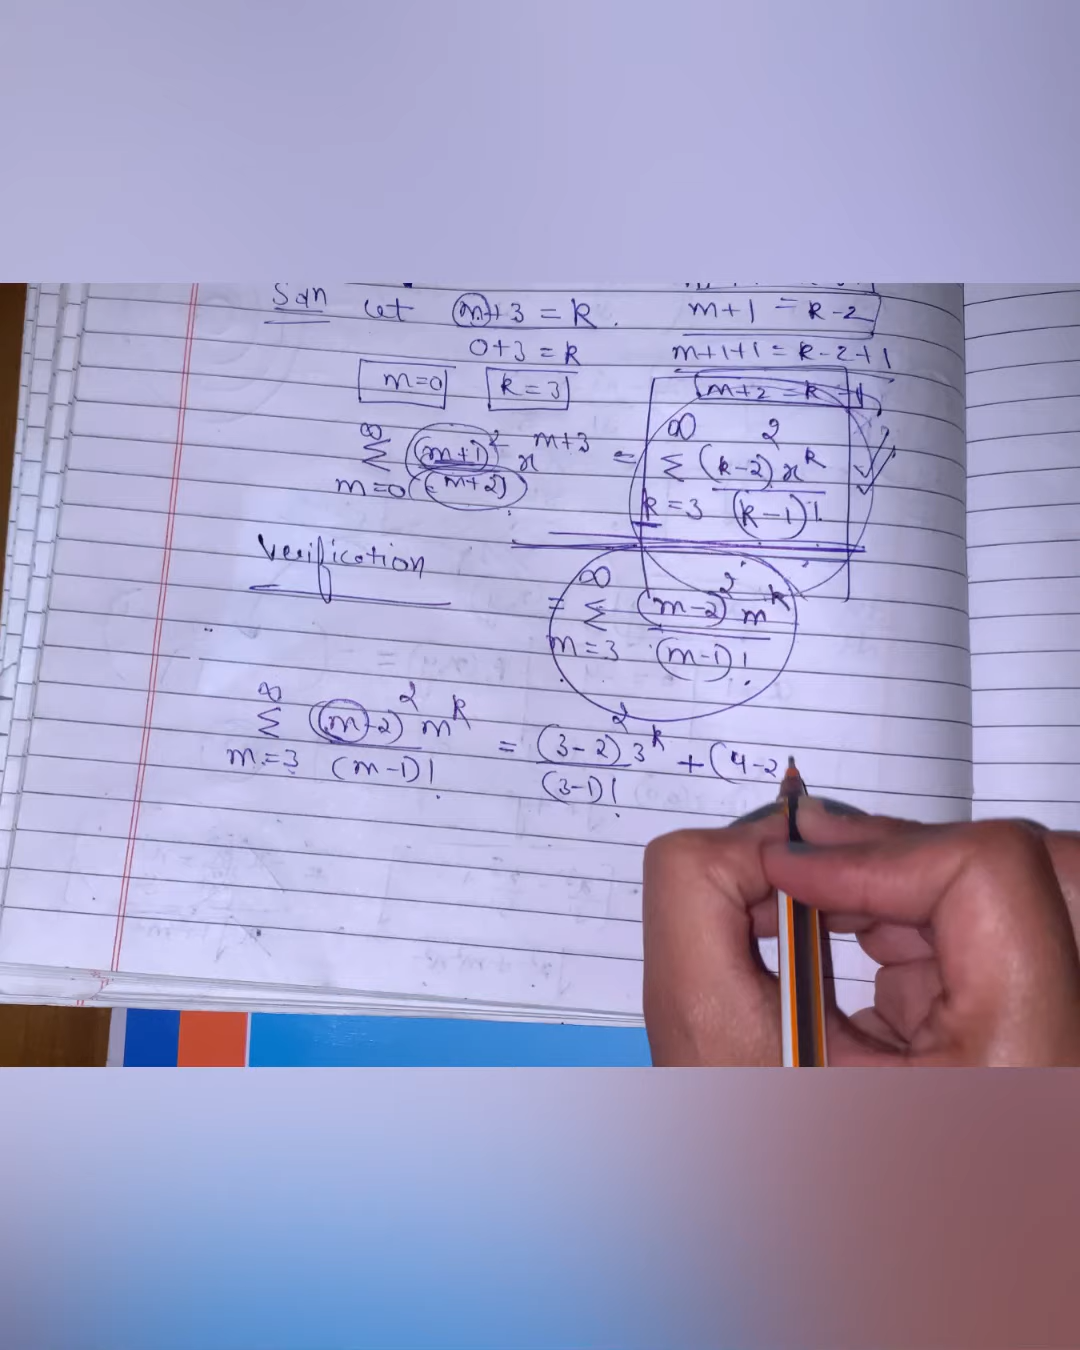 Soln Let m+3 = k. m+1 = k-2
0+3 = k m+1+1 = k-2+1
m=0 k=3 m+2 = k-1
∞ Σ m=0 (m+1)² / (m+2)! x^m+3 = ∞ Σ k=3 (k-2)² x^k / (k-1)!
Verification
= ∞ Σ m=3 (m-2)² m^k / (m-1)!
∞ Σ m=3 (m-2)² m^k / (m-1)! = (3-2)² 3^k / (3-1)! + (4-2